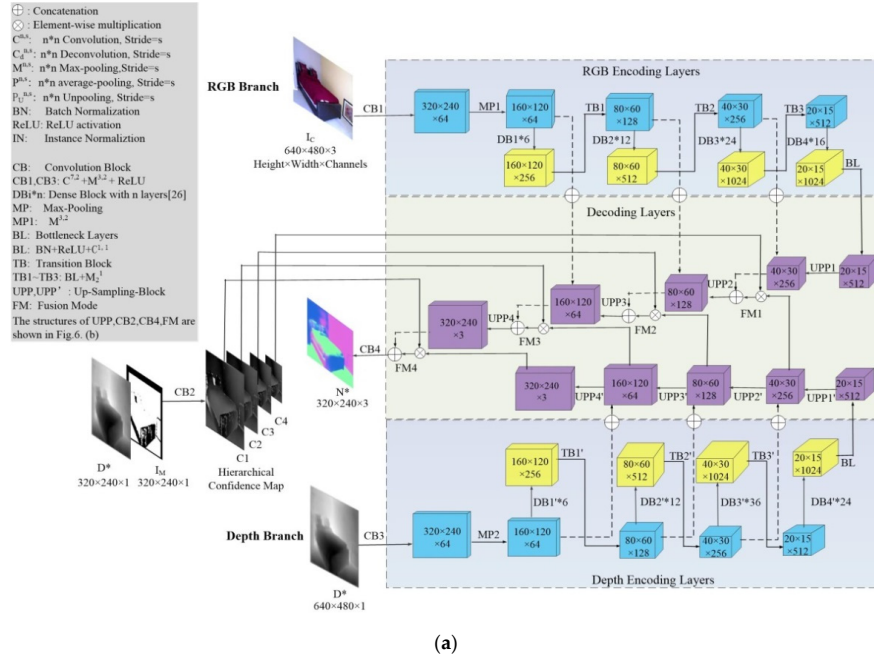 ⊕ : Concatenation
⊗ : Element-wise multiplication
C^{n,s}: n*n Convolution, Stride=s
C_d^{n,s}: n*n Deconvolution, Stride=s
M^{n,s}: n*n Max-pooling,Stride=s
P^{n,s}: n*n average-pooling, Stride=s
P_U^{n,s}: n*n Unpooling, Stride=s
BN: Batch Normalization
ReLU: ReLU activation
IN: Instance Normaliztion
CB: Convolution Block
CB1,CB3: C^{7,2}+M^{3,2}+ ReLU
DBi*n: Dense Block with n layers[26]
MP: Max-Pooling
MP1: M^{3,2}
BL: Bottleneck Layers
BL: BN+ReLU+C^{1,1}
TB: Transition Block
TB1~TB3: BL+M_2^1
UPP,UPP' : Up-Sampling-Block
FM: Fusion Mode
The structures of UPP,CB2,CB4,FM are
shown in Fig.6. (b)
RGB Branch
I_C
640×480×3
Height×Width×Channels
CB1
RGB Encoding Layers
320×240
×64
MP1
160×120
×64
TB1
80×60
×128
TB2
40×30
×256
TB3
20×15
×512
DB1*6
DB2*12
DB3*24
DB4*16
160×120
×256
80×60
×512
40×30
×1024
20×15
×1024
BL
Decoding Layers
20×15
×512
UPP1
40×30
×256
UPP2
80×60
×128
UPP3
160×120
×64
UPP4
320×240
×3
FM1
FM2
FM3
FM4
CB4
N*
320×240×3
320×240
×3
UPP4'
160×120
×64
UPP3'
80×60
×128
UPP2'
40×30
×256
UPP1'
20×15
×512
CB2
D*
320×240×1
I_M
320×240×1
C1
C2
C3
C4
Hierarchical
Confidence Map
160×120
×256
TB1'
80×60
×512
TB2'
40×30
×1024
TB3'
20×15
×1024
BL
DB1'*6
DB2'*12
DB3'*36
DB4'*24
Depth Branch
CB3
320×240
×64
MP2
160×120
×64
80×60
×128
40×30
×256
20×15
×512
Depth Encoding Layers
D*
640×480×1
(a)